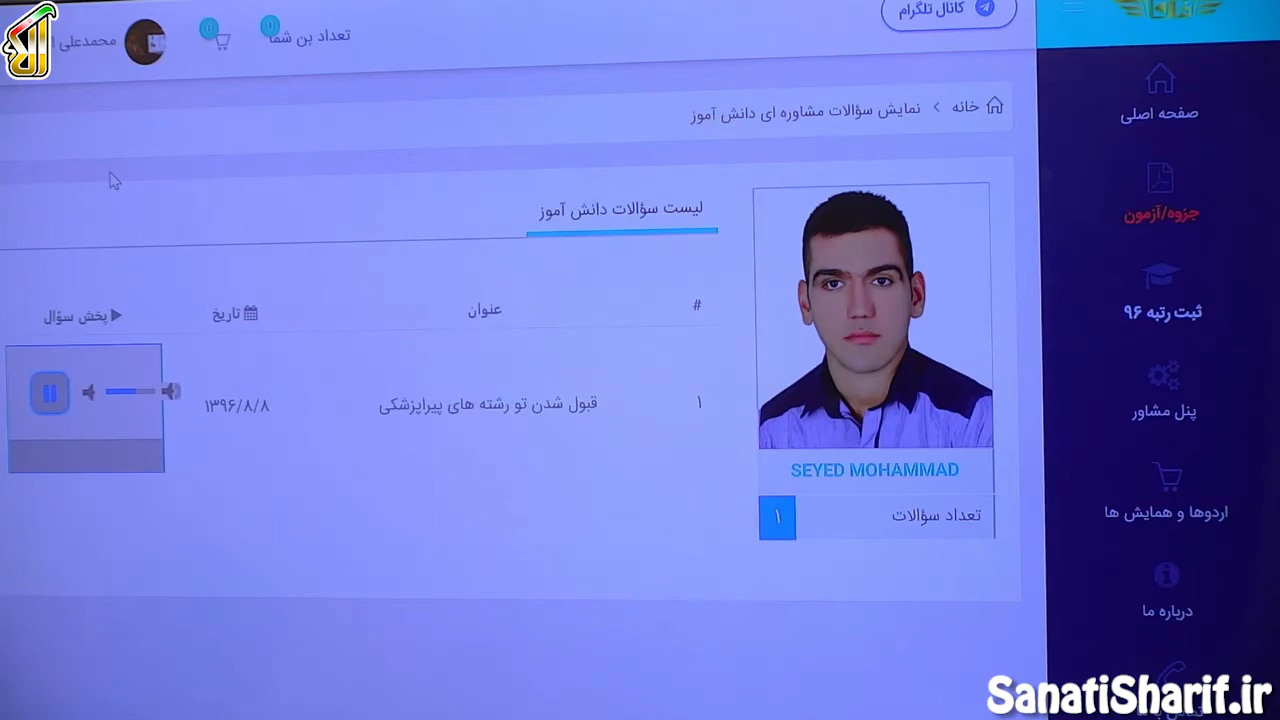 کانال تلگرام
تعداد بن شما
0
0
محمدعلی
خانه > نمایش سؤالات مشاوره ای دانش آموز
لیست سؤالات دانش آموز
# عنوان تاریخ پخش سؤال
۱ قبول شدن تو رشته های پیراپزشکی ۱۳۹۶/۸/۸
SEYED MOHAMMAD
تعداد سؤالات ۱
صفحه اصلی
جزوه/آزمون
ثبت رتبه ۹۶
پنل مشاور
اردوها و همایش ها
درباره ما
SanatiSharif.ir